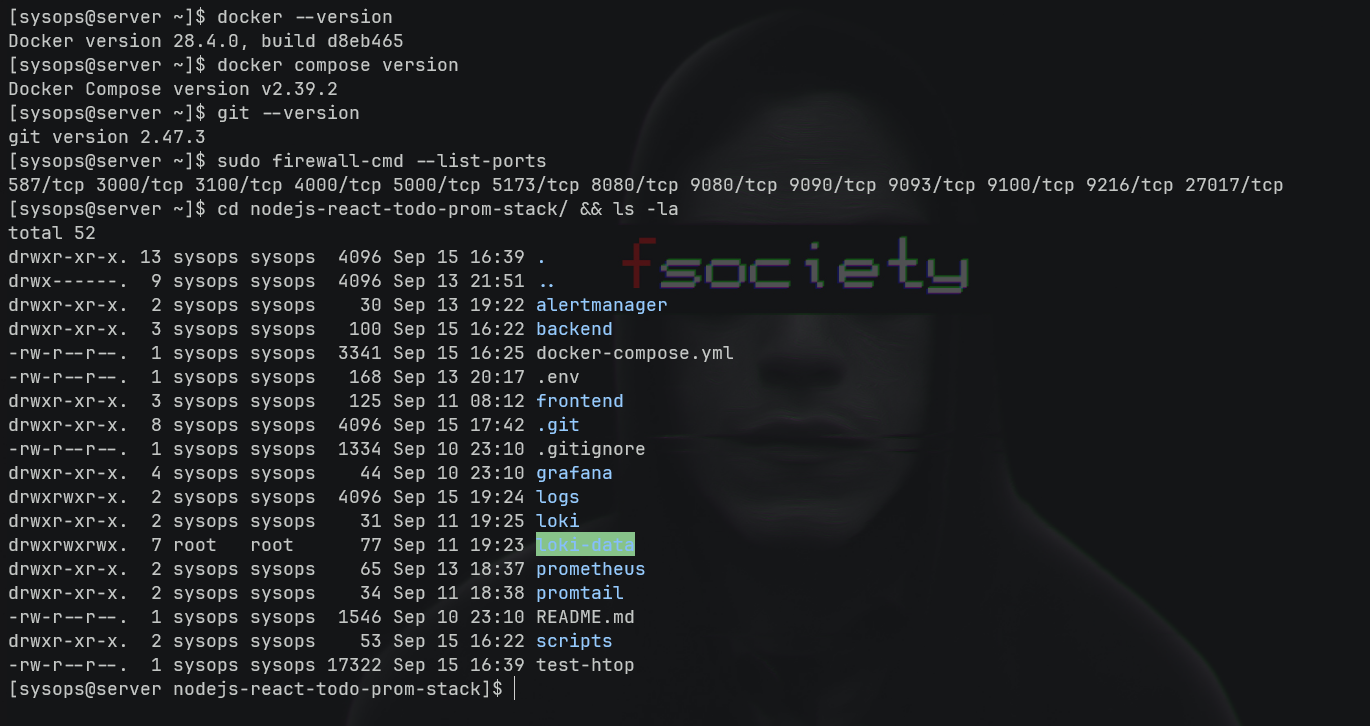 [sysops@server ~]$ docker --version
Docker version 28.4.0, build d8eb465
[sysops@server ~]$ docker compose version
Docker Compose version v2.39.2
[sysops@server ~]$ git --version
git version 2.47.3
[sysops@server ~]$ sudo firewall-cmd --list-ports
587/tcp 3000/tcp 3100/tcp 4000/tcp 5000/tcp 5173/tcp 8080/tcp 9080/tcp 9090/tcp 9093/tcp 9100/tcp 9216/tcp 27017/tcp
[sysops@server ~]$ cd nodejs-react-todo-prom-stack/ && ls -la
total 52
drwxr-xr-x. 13 sysops sysops  4096 Sep 15 16:39 .
drwx------.  9 sysops sysops  4096 Sep 13 21:51 ..
drwxr-xr-x.  2 sysops sysops    30 Sep 13 19:22 alertmanager
drwxr-xr-x.  3 sysops sysops   100 Sep 15 16:22 backend
-rw-r--r--.  1 sysops sysops  3341 Sep 15 16:25 docker-compose.yml
-rw-r--r--.  1 sysops sysops   168 Sep 13 20:17 .env
drwxr-xr-x.  3 sysops sysops   125 Sep 11 08:12 frontend
drwxr-xr-x.  8 sysops sysops  4096 Sep 15 17:42 .git
-rw-r--r--.  1 sysops sysops  1334 Sep 10 23:10 .gitignore
drwxr-xr-x.  4 sysops sysops    44 Sep 10 23:10 grafana
drwxrwxr-x.  2 sysops sysops  4096 Sep 15 19:24 logs
drwxr-xr-x.  2 sysops sysops    31 Sep 11 19:25 loki
drwxrwxrwx.  7 root   root      77 Sep 11 19:23 loki-data
drwxr-xr-x.  2 sysops sysops    65 Sep 13 18:37 prometheus
drwxr-xr-x.  2 sysops sysops    34 Sep 11 18:38 promtail
-rw-r--r--.  1 sysops sysops  1546 Sep 10 23:10 README.md
drwxr-xr-x.  2 sysops sysops    53 Sep 15 16:22 scripts
-rw-r--r--.  1 sysops sysops 17322 Sep 15 16:39 test-htop
[sysops@server nodejs-react-todo-prom-stack]$
fsociety